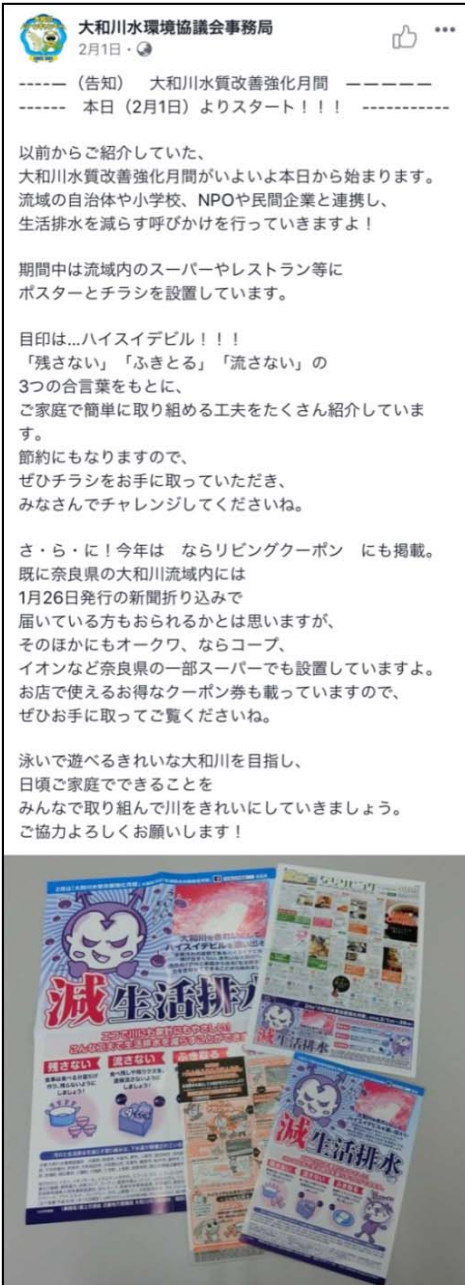 大和川水環境協議会事務局
2月1日・
----— （告知）　大和川水質改善強化月間　—————
------　本日（2月1日）よりスタート！！！　-----------
以前からご紹介していた、
大和川水質改善強化月間がいよいよ本日から始まります。
流域の自治体や小学校、NPOや民間企業と連携し、
生活排水を減らす呼びかけを行っていきますよ！
期間中は流域内のスーパーやレストラン等に
ポスターとチラシを設置しています。
目印は...ハイスイデビル！！！
「残さない」「ふきとる」「流さない」の
3つの合言葉をもとに、
ご家庭で簡単に取り組める工夫をたくさん紹介していま
す。
節約にもなりますので、
ぜひチラシをお手に取っていただき、
みなさんでチャレンジしてくださいね。
さ・ら・に！今年は　ならリビングクーポン　にも掲載。
既に奈良県の大和川流域内には
1月26日発行の新聞折り込みで
届いている方もおられるかとは思いますが、
そのほかにもオークワ、ならコープ、
イオンなど奈良県の一部スーパーでも設置していますよ。
お店で使えるお得なクーポン券も載っていますので、
ぜひお手に取ってご覧くださいね。
泳いで遊べるきれいな大和川を目指し、
日頃ご家庭でできることを
みんなで取り組んで川をきれいにしていきましょう。
ご協力よろしくお願いします！
大和川を
ハイスイデビル
減生活排水
残さない
流さない
ふき取る
減生活排水